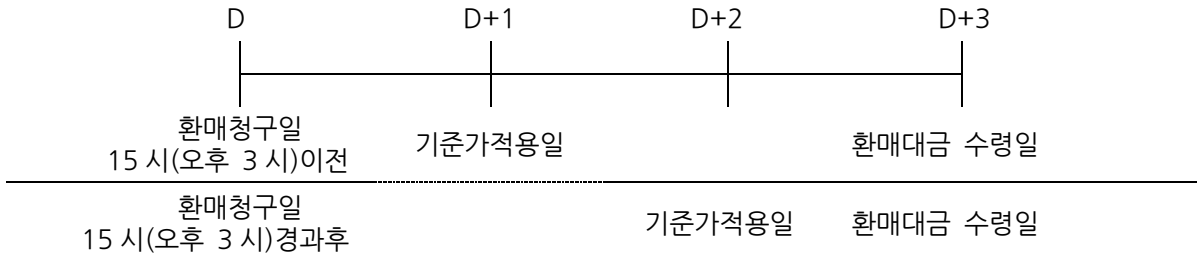 D D+1 D+2 D+3
환매청구일
15 시(오후 3 시)이전 기준가적용일 환매대금 수령일
환매청구일
15 시(오후 3 시)경과후 기준가적용일 환매대금 수령일